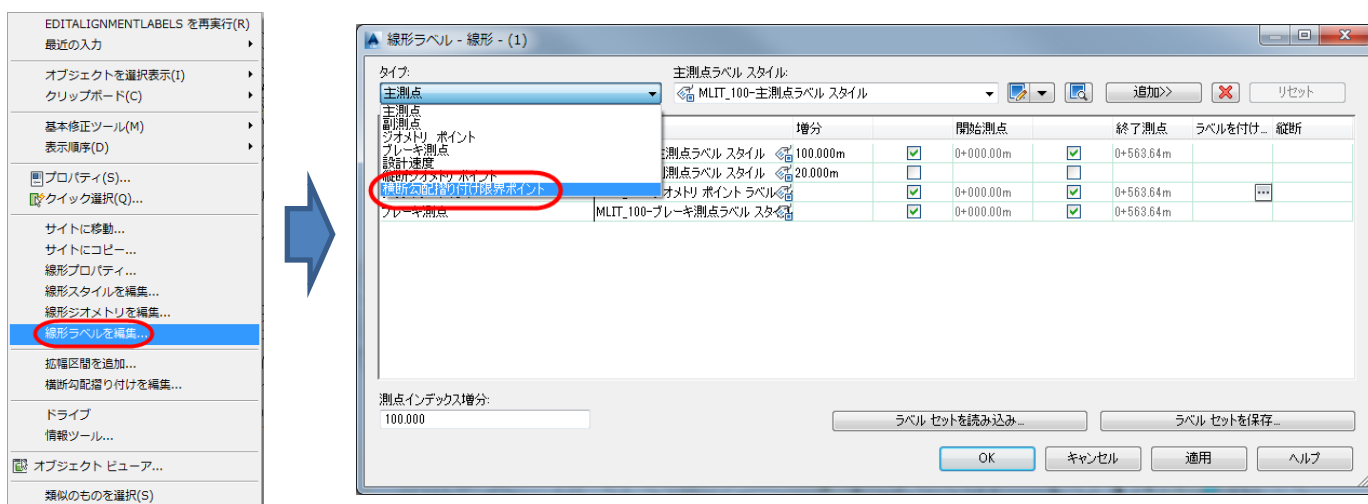 EDITALIGNMENTLABELS を再実行(R)
最近の入力
オブジェクトを選択表示(I)
クリップボード(C)
基本修正ツール(M)
表示順序(D)
プロパティ(S)...
クイック選択(Q)...
サイトに移動...
サイトにコピー...
線形プロパティ...
線形スタイルを編集...
線形ジオメトリを編集...
線形ラベルを編集...
拡幅区間を追加...
横断勾配摺り付けを編集...
ドライブ
情報ツール...
オブジェクト ビューア...
類似のものを選択(S)
線形ラベル - 線形 - (1)
タイプ: 主測点ラベル スタイル:
主測点 MLIT_100-主測点ラベル スタイル 追加>> リセット
主測点
副測点
ジオメトリ ポイント
ブレーキ測点
設計速度
縦断ジオメトリ ポイント
横断勾配摺り付け限界ポイント
増分 開始測点 終了測点 ラベルを付け... 縦断
主測点ラベル スタイル 100.000m 0+000.00m 0+563.64m
測点ラベル スタイル 20.000m
オメトリ ポイント ラベル 0+000.00m 0+563.64m
ブレーキ測点 MLIT_100-ブレーキ測点ラベル スタ 0+000.00m 0+563.64m
測点インデックス増分:
100.000 ラベル セットを読み込み... ラベル セットを保存...
OK キャンセル 適用 ヘルプ